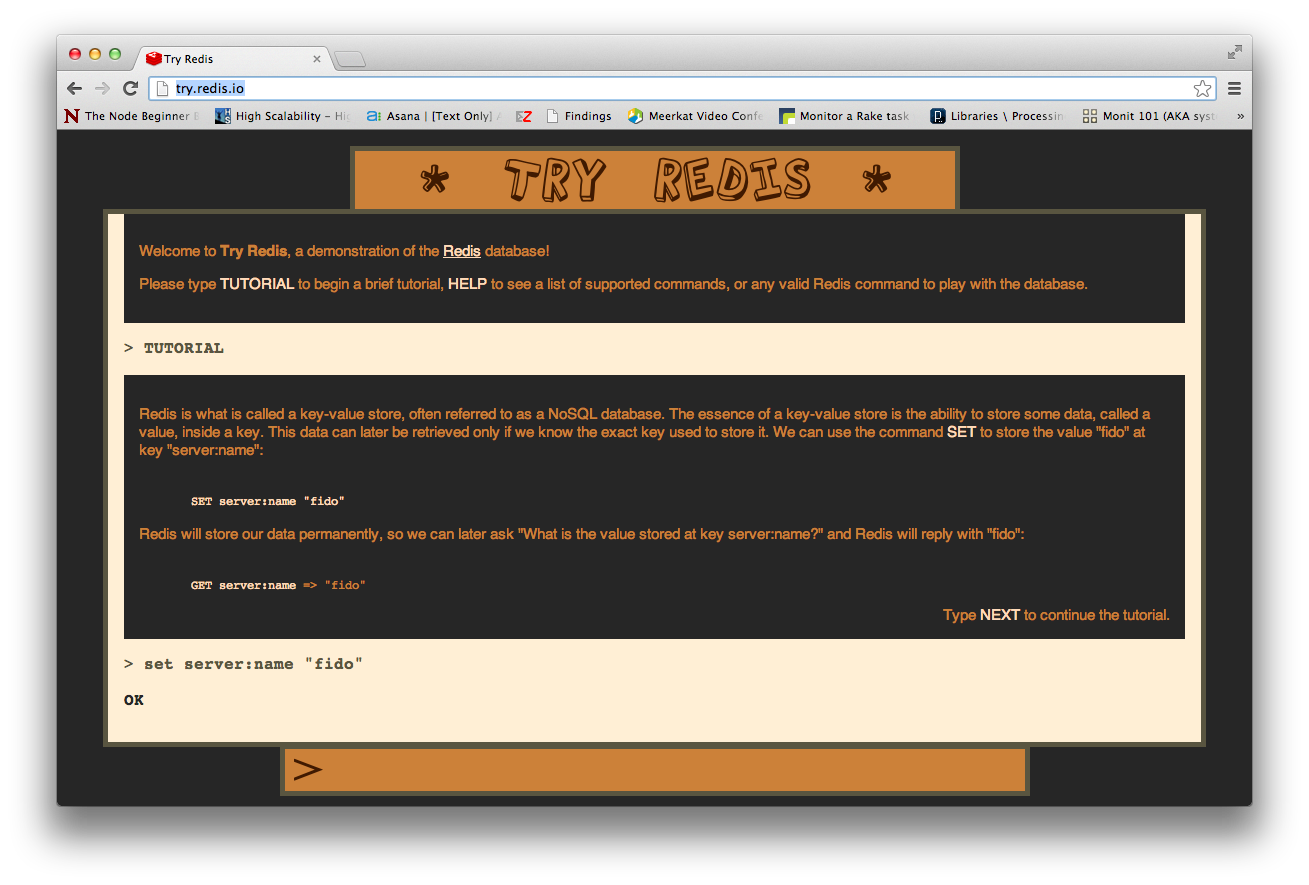 Try Redis
try.redis.io
The Node Beginner High Scalability – Asana | [Text Only] Findings Meerkat Video Monitor a Rake task Libraries \ Processin Monit 101 (AKA »
* TRY REDIS *
Welcome to Try Redis, a demonstration of the Redis database!
Please type TUTORIAL to begin a brief tutorial, HELP to see a list of supported commands, or any valid Redis command to play with the database.
> TUTORIAL
Redis is what is called a key-value store, often referred to as a NoSQL database. The essence of a key-value store is the ability to store some data, called a
value, inside a key. This data can later be retrieved only if we know the exact key used to store it. We can use the command SET to store the value "fido" at
key "server:name":
SET server:name "fido"
Redis will store our data permanently, so we can later ask "What is the value stored at key server:name?" and Redis will reply with "fido":
GET server:name => "fido"
Type NEXT to continue the tutorial.
> set server:name "fido"
OK
>